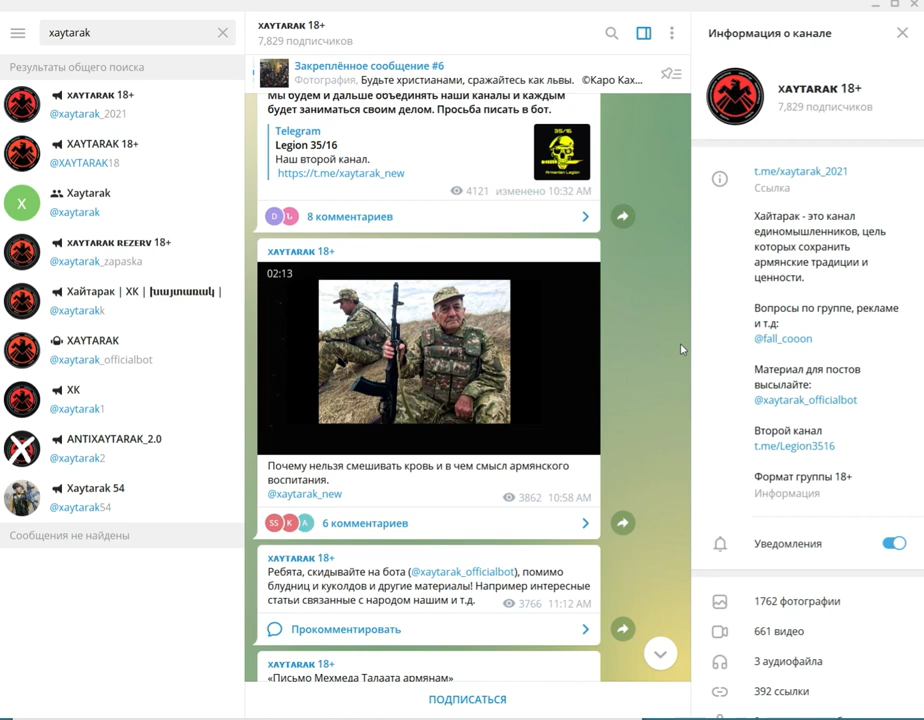 xaytarak
Результаты общего поиска
XAYTARAK 18+
@xaytarak_2021
XAYTARAK 18+
@XAYTARAK18
Xaytarak
@xaytarak
XAYTARAK REZERV 18+
@xaytarak_zapaska
Хайтарак | ХК | խայտառակ |
@xaytarakk
XAYTARAK
@xaytarak_officialbot
ХК
@xaytarak1
ANTIXAYTARAK_2.0
@xaytarak2
Xaytarak 54
@xaytarak54
Сообщения не найдены
XAYTARAK 18+
7,829 подписчиков
Закреплённое сообщение #6
Фотография, Будьте христианами, сражайтесь как львы. ©Каро Ках...
Мы будем и дальше объединять наши каналы и каждым
будет заниматься своим делом. Просьба писать в бот.
Telegram
Legion 35/16
Наш второй канал.
https://t.me/xaytarak_new
35/16
Armenian Legion
4121 изменено 10:32 AM
8 комментариев
XAYTARAK 18+
02:13
Почему нельзя смешивать кровь и в чем смысл армянского
воспитания.
@xaytarak_new
3862 10:58 AM
SS K A
6 комментариев
XAYTARAK 18+
Ребята, скидывайте на бота (@xaytarak_officialbot), помимо
блудниц и куколдов и другие материалы! Например интересные
статьи связанные с народом нашим и т.д.
3766 11:12 AM
Прокомментировать
XAYTARAK 18+
«Письмо Мехмеда Талаата армянам»
ПОДПИСАТЬСЯ
Информация о канале
XAYTARAK 18+
7,829 подписчиков
t.me/xaytarak_2021
Ссылка
Хайтарак - это канал
единомышленников, цель
которых сохранить
армянские традиции и
ценности.
Вопросы по группе, рекламе
и т.д:
@fall_cooon
Материал для постов
высылайте:
@xaytarak_officialbot
Второй канал
t.me/Legion3516
Формат группы 18+
Информация
Уведомления
1762 фотографии
661 видео
3 аудиофайла
392 ссылки